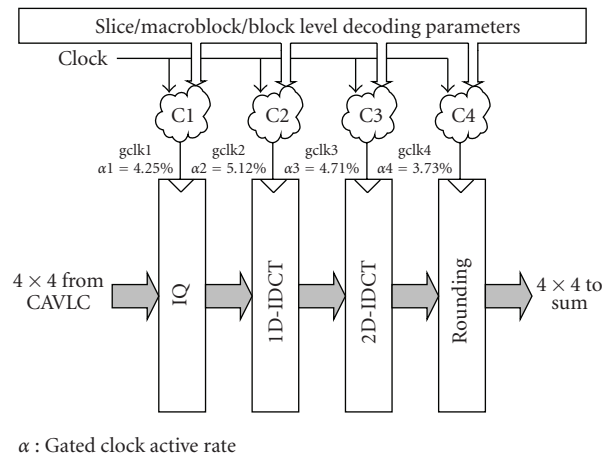 Slice/macroblock/block level decoding parameters
Clock
C1
C2
C3
C4
gclk1
α1 = 4.25%
gclk2
α2 = 5.12%
gclk3
α3 = 4.71%
gclk4
α4 = 3.73%
4 × 4 from
CAVLC
IQ
1D-IDCT
2D-IDCT
Rounding
4 × 4 to
sum
α : Gated clock active rate